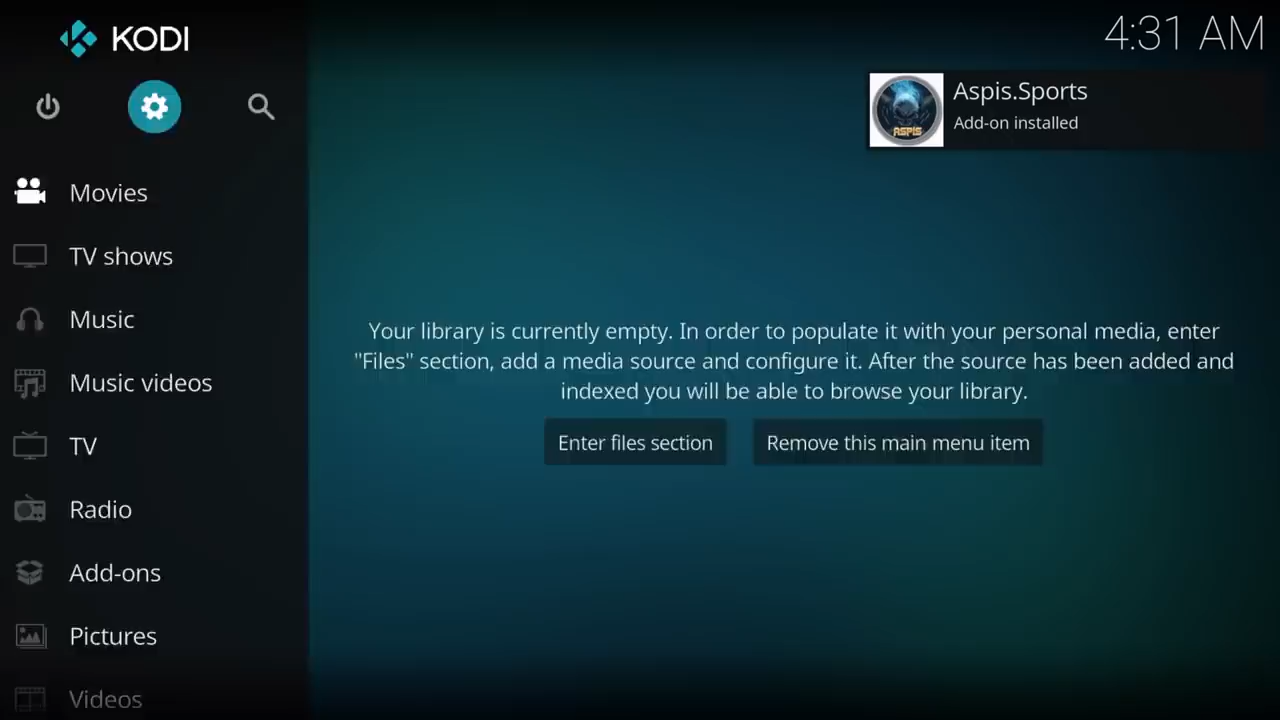 KODI
4:31 AM
Aspis.Sports
Add-on installed
ASPIS
Movies
TV shows
Music
Music videos
TV
Radio
Add-ons
Pictures
Videos
Your library is currently empty. In order to populate it with your personal media, enter
"Files" section, add a media source and configure it. After the source has been added and
indexed you will be able to browse your library.
Enter files section
Remove this main menu item